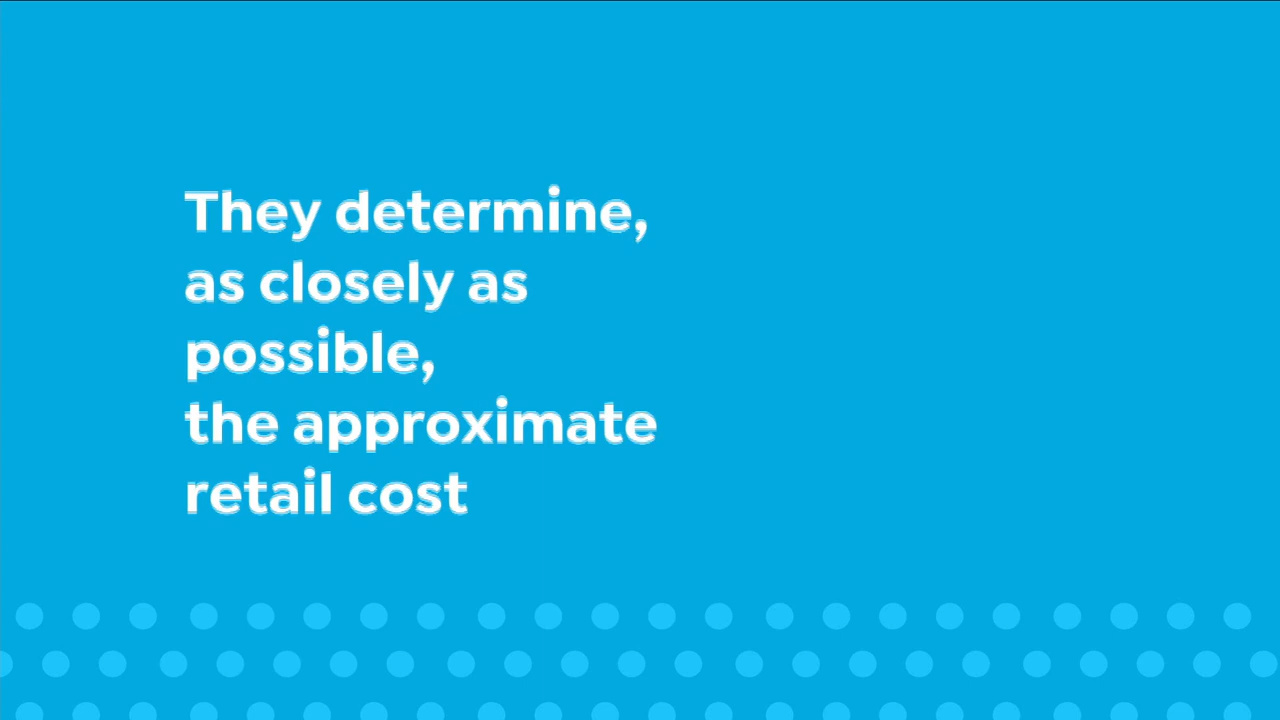 They determine,
as closely as
possible,
the approximate
retail cost